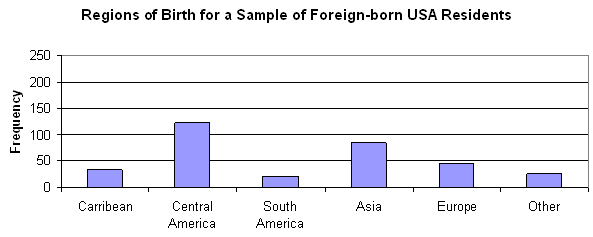 Regions of Birth for a Sample of Foreign-born USA Residents
250
200
150
100
50
0
Frequency
Carribean
Central
America
South
America
Asia
Europe
Other